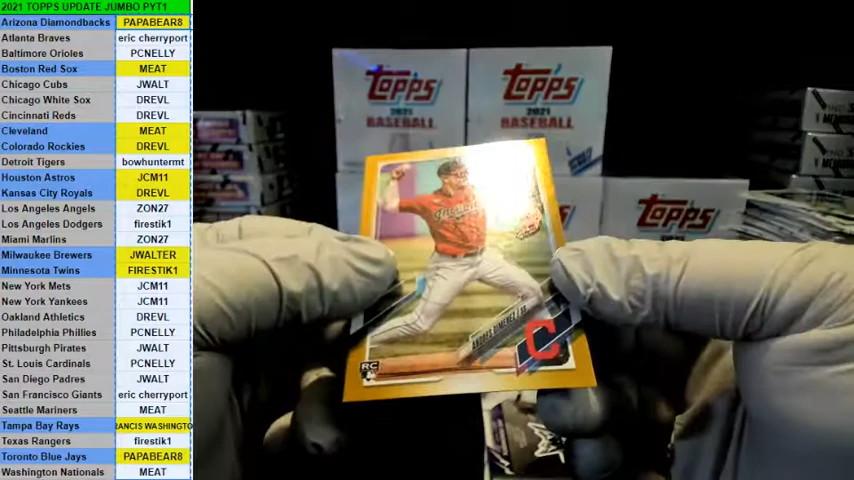 2021 TOPPS UPDATE JUMBO PYT1
Arizona Diamondbacks PAPABEAR8
Atlanta Braves eric cherryport
Baltimore Orioles PCNELLY
Boston Red Sox MEAT
Chicago Cubs JWALT
Chicago White Sox DREVL
Cincinnati Reds DREVL
Cleveland MEAT
Colorado Rockies DREVL
Detroit Tigers bowhuntermt
Houston Astros JCM11
Kansas City Royals DREVL
Los Angeles Angels ZON27
Los Angeles Dodgers firestik1
Miami Marlins ZON27
Milwaukee Brewers JWALTER
Minnesota Twins FIRESTIK1
New York Mets JCM11
New York Yankees JCM11
Oakland Athletics DREVL
Philadelphia Phillies PCNELLY
Pittsburgh Pirates JWALT
St. Louis Cardinals PCNELLY
San Diego Padres JWALT
San Francisco Giants eric cherryport
Seattle Mariners MEAT
Tampa Bay Rays RANCIS WASHINGTO
Texas Rangers firestik1
Toronto Blue Jays PAPABEAR8
Washington Nationals MEAT
Topps
2021
BASEBALL
Topps
2021
BASEBALL
Topps
ANDRES GIMENEZ SS
C
RC